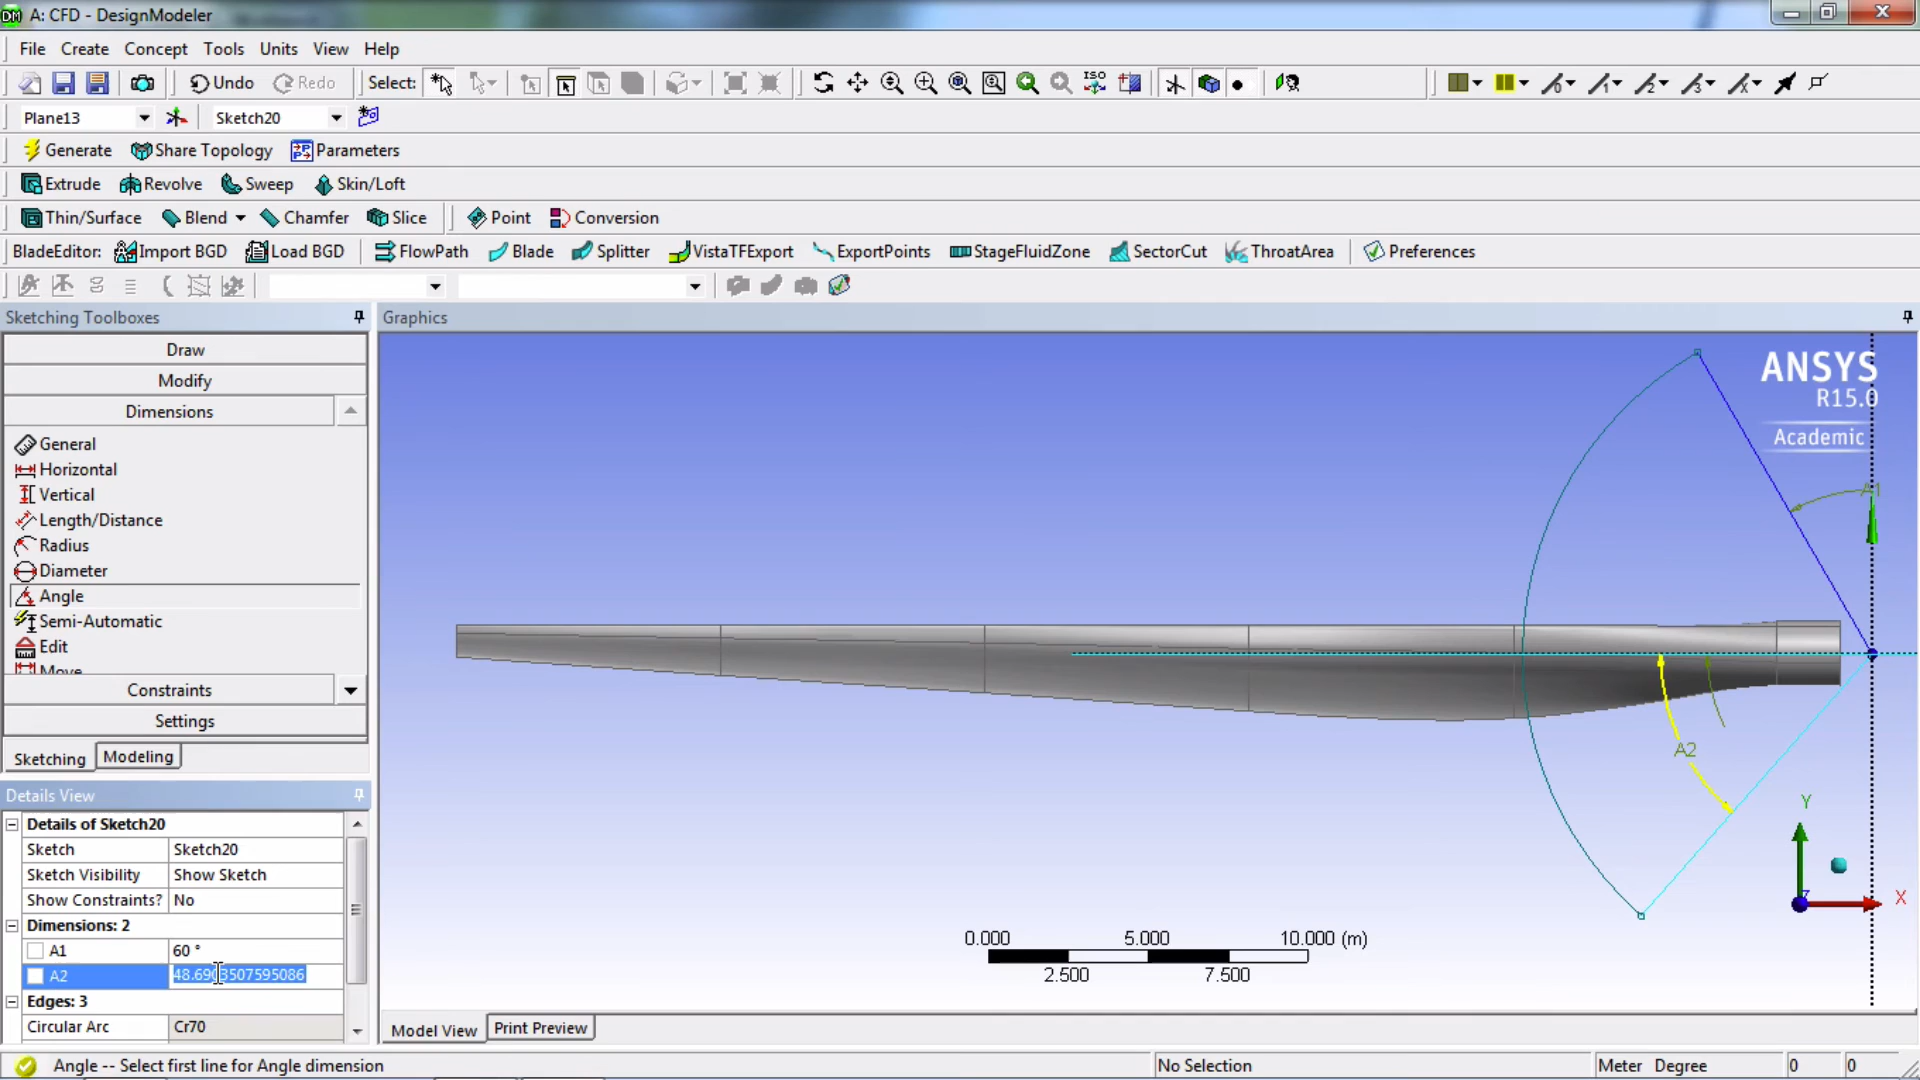 A: CFD - DesignModeler
File Create Concept Tools Units View Help
Undo Redo Select: ISO
Plane13 Sketch20
Generate Share Topology Parameters
Extrude Revolve Sweep Skin/Loft
Thin/Surface Blend Chamfer Slice Point Conversion
BladeEditor: Import BGD Load BGD FlowPath Blade Splitter VistaTFExport ExportPoints StageFluidZone SectorCut ThroatArea Preferences
Sketching Toolboxes
Draw
Modify
Dimensions
General
Horizontal
Vertical
Length/Distance
Radius
Diameter
Angle
Semi-Automatic
Edit
Move
Constraints
Settings
Sketching Modeling
Details View
Details of Sketch20
Sketch Sketch20
Sketch Visibility Show Sketch
Show Constraints? No
Dimensions: 2
A1 60 °
A2
Edges: 3
Circular Arc Cr70
Graphics
ANSYS
R15.0
Academic
A1
A2
Y
Z X
0.000 5.000 10.000 (m)
2.500 7.500
Model View Print Preview
Angle -- Select first line for Angle dimension No Selection Meter Degree 0 0